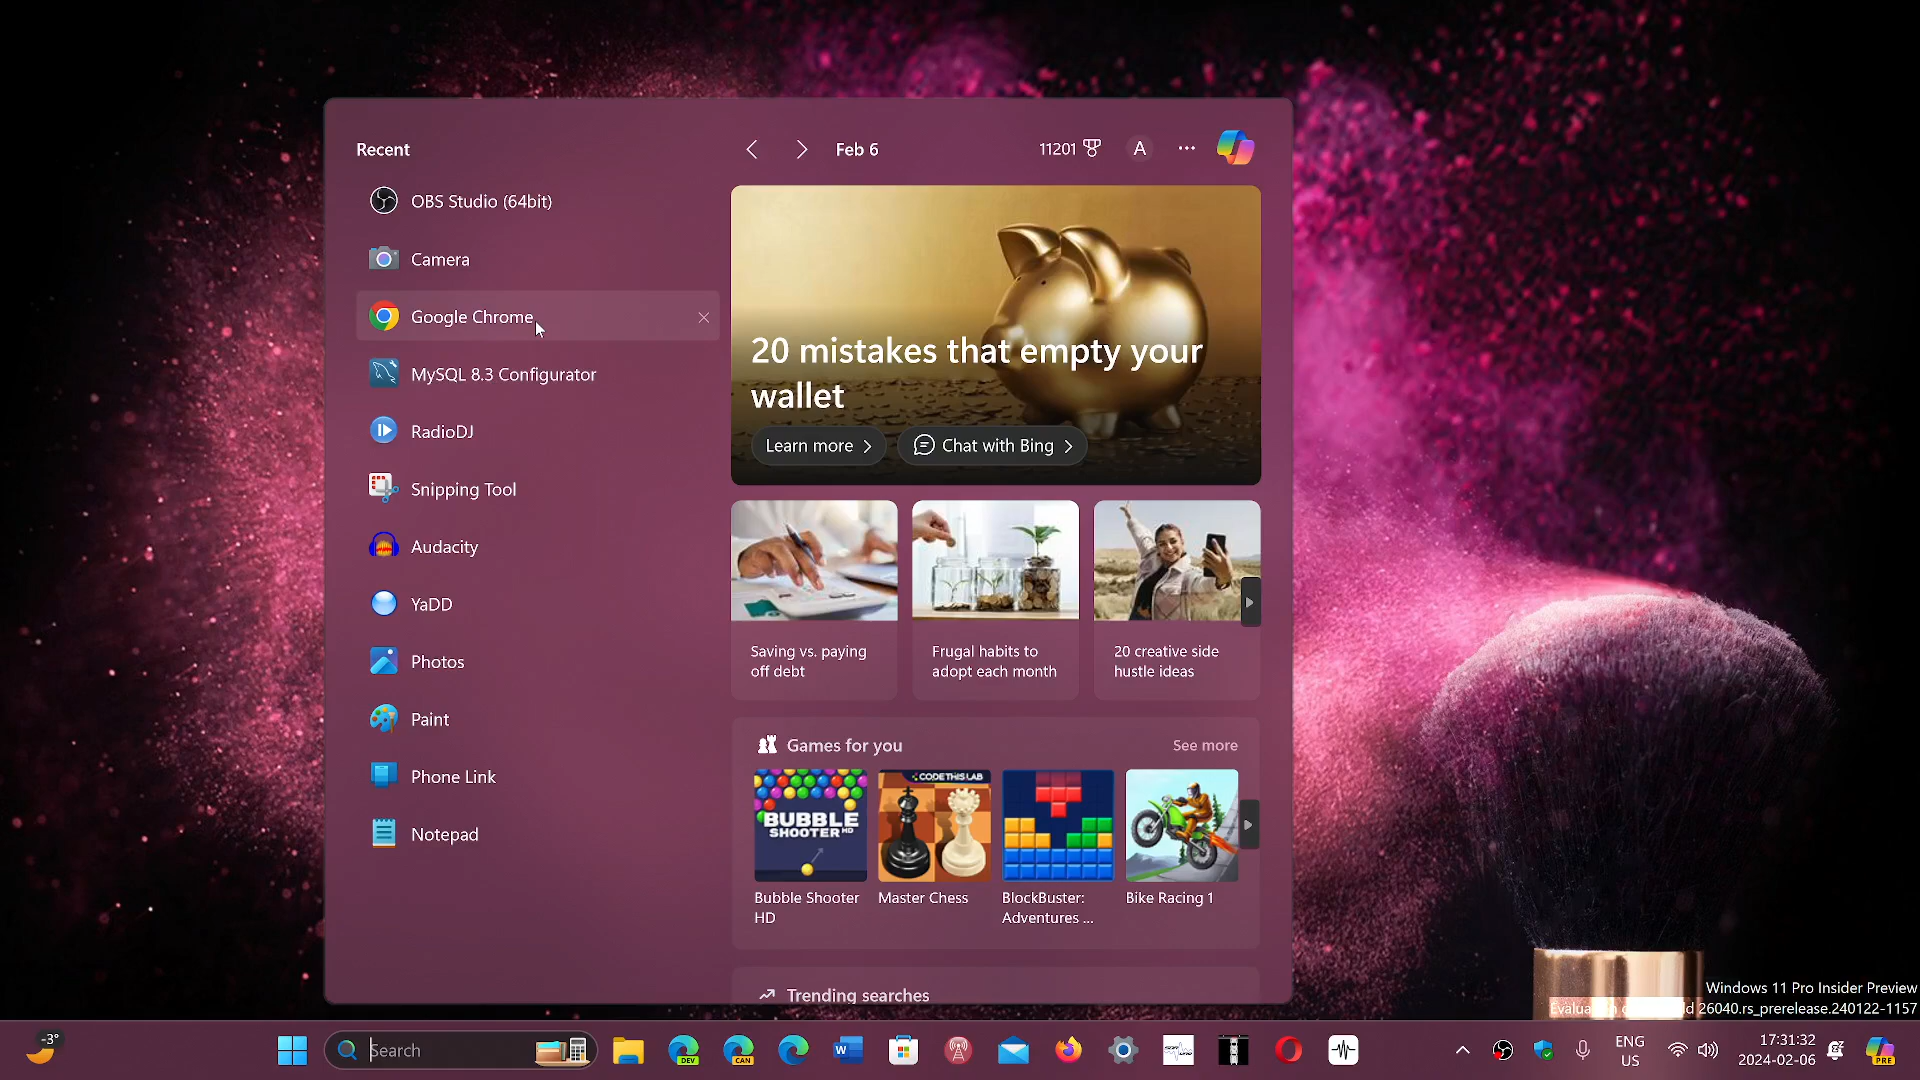 Recent
OBS Studio (64bit)
Camera
Google Chrome
MySQL 8.3 Configurator
RadioDJ
Snipping Tool
Audacity
YaDD
Photos
Paint
Phone Link
Notepad
Feb 6
11201
A
20 mistakes that empty your
wallet
Learn more
Chat with Bing
Saving vs. paying
off debt
Frugal habits to
adopt each month
20 creative side
hustle ideas
Games for you
See more
BUBBLE
SHOOTER HD
CODETHISLAB
Bubble Shooter
HD
Master Chess
BlockBuster:
Adventures ...
Bike Racing 1
Trending searches
Windows 11 Pro Insider Preview
26040.rs_prerelease.240122-1157
-3°
Search
DEV
CAN
W
ENG
US
17:31:32
2024-02-06
PRE